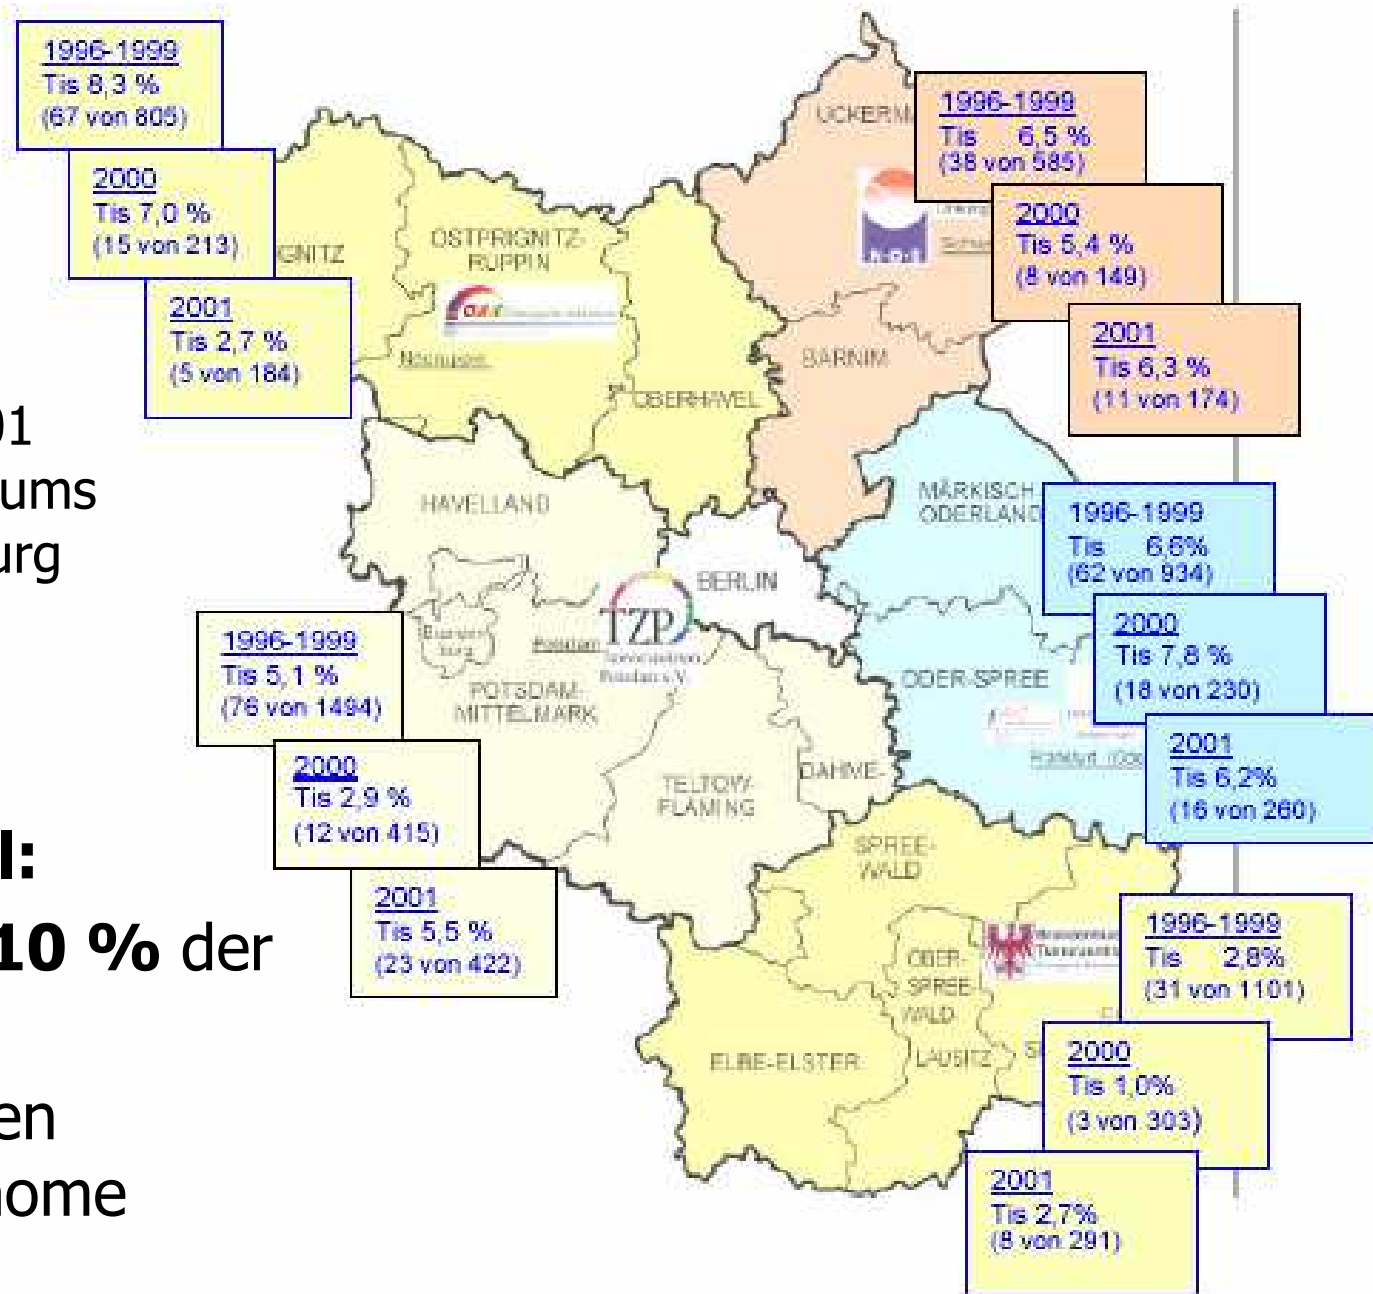 1996-1999
Tis 8,3 %
(67 von 805)
2000
Tis 7,0 %
(15 von 213)
2001
Tis 2,7 %
(5 von 184)
1996-1999
Tis 6,5 %
(38 von 585)
2000
Tis 5,4 %
(8 von 149)
2001
Tis 6,3 %
(11 von 174)
UCKERM
IGNITZ
OSTPRIGNITZ-
RUPPIN
OBERHAVEL
BARNIM
01
ums
urg
HAVELLAND
MÄRKISCH
ODERLAND
BERLIN
TZP
Tumorzentrum
Potsdam e.V.
Potsdam
POTSDAM-
MITTELMARK
ODER-SPREE
TELTOW-
FLÄMING
DAHME-
1996-1999
Tis 6,6%
(62 von 934)
2000
Tis 7,8 %
(18 von 230)
2001
Tis 6,2%
(16 von 260)
1996-1999
Tis 5,1 %
(76 von 1494)
2000
Tis 2,9 %
(12 von 415)
2001
Tis 5,5 %
(23 von 422)
l:
10 % der
en
nome
SPREE-
WALD
OBER-
SPREE-
WALD
LAUSITZ
ELBE-ELSTER
1996-1999
Tis 2,8%
(31 von 1101)
2000
Tis 1,0%
(3 von 303)
2001
Tis 2,7%
(8 von 291)